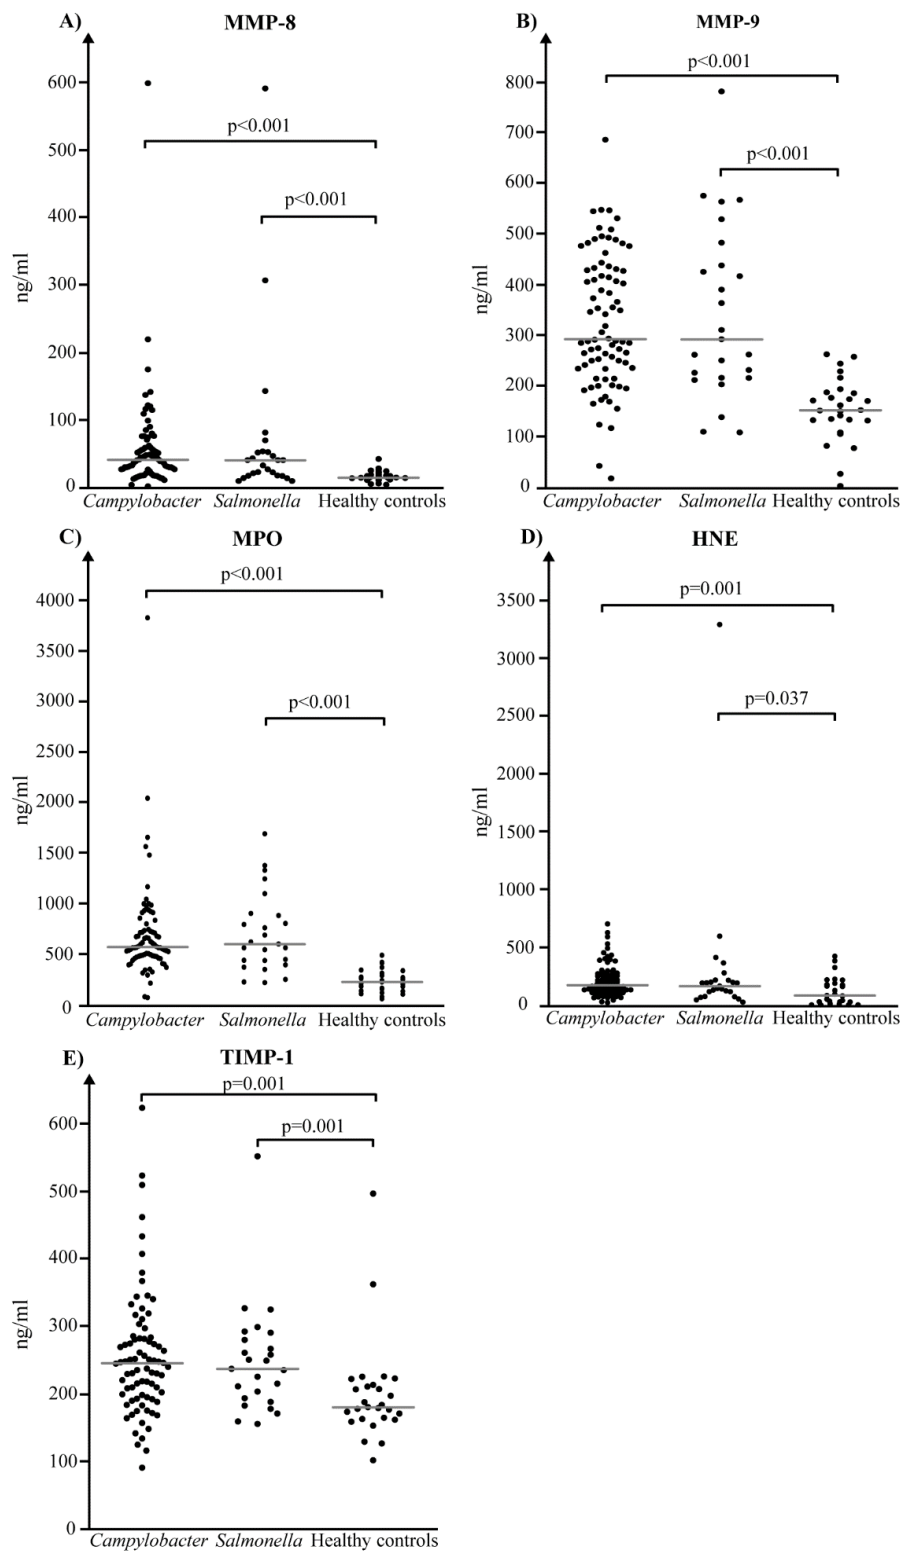 A) MMP-8
ng/ml
600
500
400
300
200
100
0
p<0.001
p<0.001
Campylobacter Salmonella Healthy controls
B) MMP-9
ng/ml
800
700
600
500
400
300
200
100
0
p<0.001
p<0.001
Campylobacter Salmonella Healthy controls
C) MPO
ng/ml
4000
3500
3000
2500
2000
1500
1000
500
0
p<0.001
p<0.001
Campylobacter Salmonella Healthy controls
D) HNE
ng/ml
3500
3000
2500
2000
1500
1000
500
0
p=0.001
p=0.037
Campylobacter Salmonella Healthy controls
E) TIMP-1
ng/ml
600
500
400
300
200
100
0
p=0.001
p=0.001
Campylobacter Salmonella Healthy controls